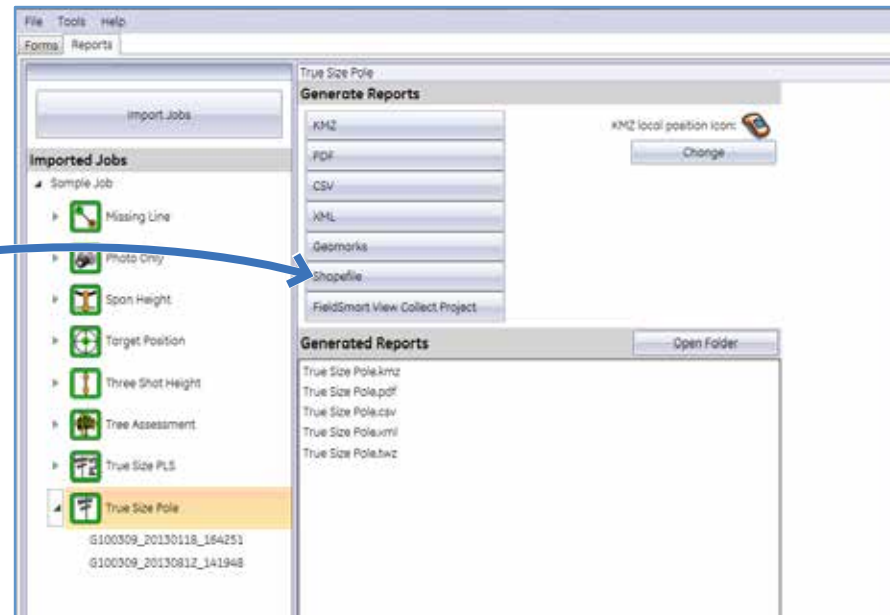 File Tools Help
Forms Reports
Import Jobs
Imported Jobs
Sample Job
Missing Line
Photo Only
Span Height
Target Position
Three Shot Height
Tree Assessment
True Size PLS
True Size Pole
G100309_20130118_164251
G100309_20130812_141948
True Size Pole
Generate Reports
KMZ
PDF
CSV
XML
Geomarks
Shapefile
FieldSmart View Collect Project
KMZ local position icon:
Change
Generated Reports
Open Folder
True Size Pole.kmz
True Size Pole.pdf
True Size Pole.csv
True Size Pole.xml
True Size Pole.twz